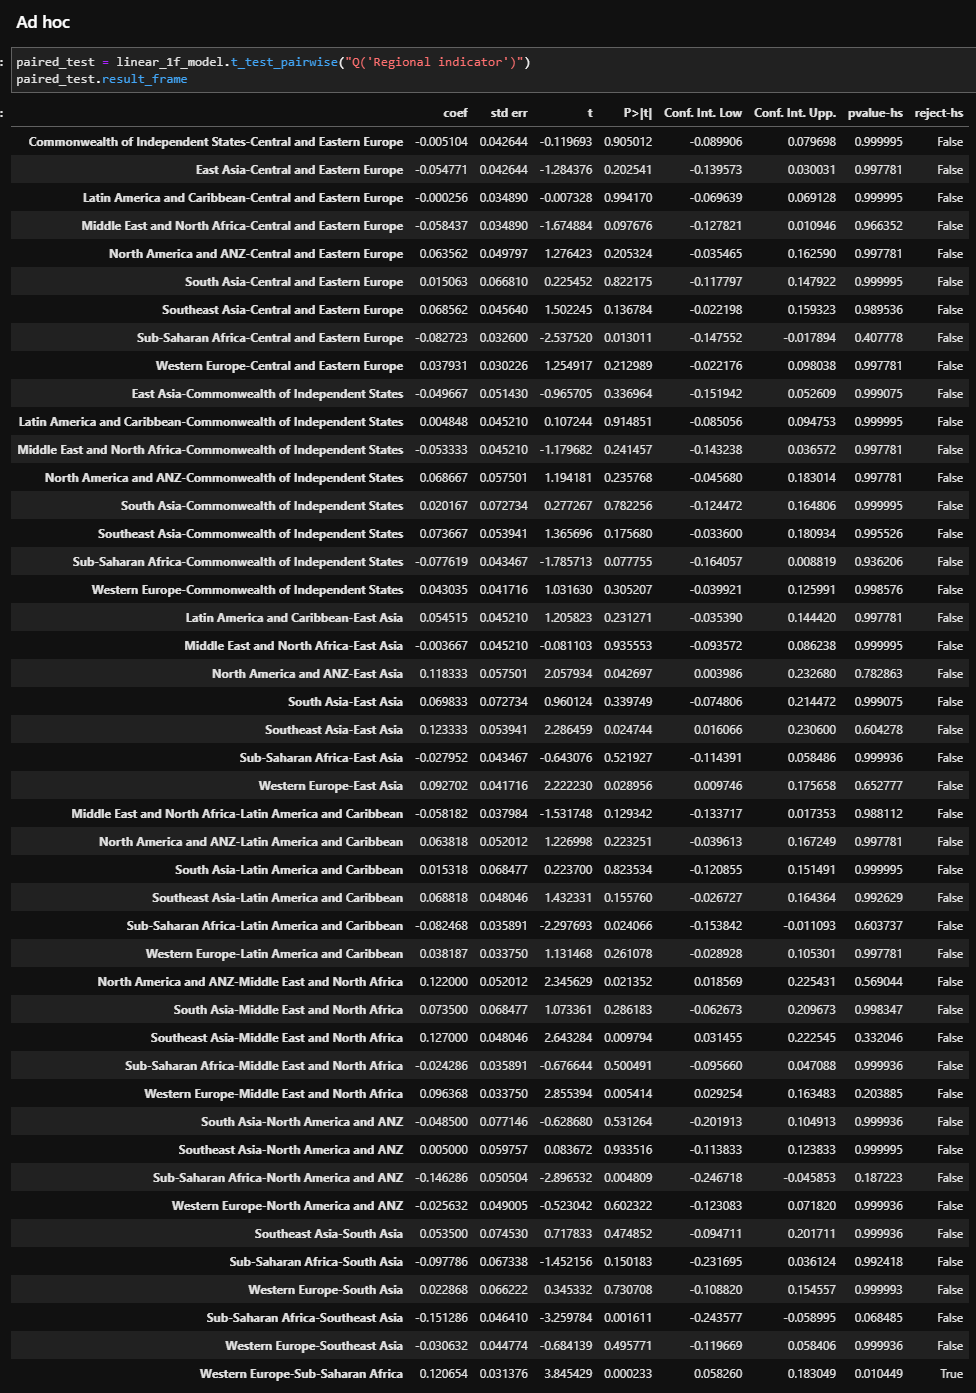 Ad hoc
: paired_test = linear_1f_model.t_test_pairwise("Q('Regional indicator')")
paired_test.result_frame
:
coef std err t P>|t| Conf. Int. Low Conf. Int. Upp. pvalue-hs reject-hs
Commonwealth of Independent States-Central and Eastern Europe -0.005104 0.042644 -0.119693 0.905012 -0.089906 0.079698 0.999995 False
East Asia-Central and Eastern Europe -0.054771 0.042644 -1.284376 0.202541 -0.139573 0.030031 0.997781 False
Latin America and Caribbean-Central and Eastern Europe -0.000256 0.034890 -0.007328 0.994170 -0.069639 0.069128 0.999995 False
Middle East and North Africa-Central and Eastern Europe -0.058437 0.034890 -1.674884 0.097676 -0.127821 0.010946 0.966352 False
North America and ANZ-Central and Eastern Europe 0.063562 0.049797 1.276423 0.205324 -0.035465 0.162590 0.997781 False
South Asia-Central and Eastern Europe 0.015063 0.066810 0.225452 0.822175 -0.117797 0.147922 0.999995 False
Southeast Asia-Central and Eastern Europe 0.068562 0.045640 1.502245 0.136784 -0.022198 0.159323 0.989536 False
Sub-Saharan Africa-Central and Eastern Europe -0.082723 0.032600 -2.537520 0.013011 -0.147552 -0.017894 0.407778 False
Western Europe-Central and Eastern Europe 0.037931 0.030226 1.254917 0.212989 -0.022176 0.098038 0.997781 False
East Asia-Commonwealth of Independent States -0.049667 0.051430 -0.965705 0.336964 -0.151942 0.052609 0.999075 False
Latin America and Caribbean-Commonwealth of Independent States 0.004848 0.045210 0.107244 0.914851 -0.085056 0.094753 0.999995 False
Middle East and North Africa-Commonwealth of Independent States -0.053333 0.045210 -1.179682 0.241457 -0.143238 0.036572 0.997781 False
North America and ANZ-Commonwealth of Independent States 0.068667 0.057501 1.194181 0.235768 -0.045680 0.183014 0.997781 False
South Asia-Commonwealth of Independent States 0.020167 0.072734 0.277267 0.782256 -0.124472 0.164806 0.999995 False
Southeast Asia-Commonwealth of Independent States 0.073667 0.053941 1.365696 0.175680 -0.033600 0.180934 0.995526 False
Sub-Saharan Africa-Commonwealth of Independent States -0.077619 0.043467 -1.785713 0.077755 -0.164057 0.008819 0.936206 False
Western Europe-Commonwealth of Independent States 0.043035 0.041716 1.031630 0.305207 -0.039921 0.125991 0.998576 False
Latin America and Caribbean-East Asia 0.054515 0.045210 1.205823 0.231271 -0.035390 0.144420 0.997781 False
Middle East and North Africa-East Asia -0.003667 0.045210 -0.081103 0.935553 -0.093572 0.086238 0.999995 False
North America and ANZ-East Asia 0.118333 0.057501 2.057934 0.042697 0.003986 0.232680 0.782863 False
South Asia-East Asia 0.069833 0.072734 0.960124 0.339749 -0.074806 0.214472 0.999075 False
Southeast Asia-East Asia 0.123333 0.053941 2.286459 0.024744 0.016066 0.230600 0.604278 False
Sub-Saharan Africa-East Asia -0.027952 0.043467 -0.643076 0.521927 -0.114391 0.058486 0.999936 False
Western Europe-East Asia 0.092702 0.041716 2.222230 0.028956 0.009746 0.175658 0.652777 False
Middle East and North Africa-Latin America and Caribbean -0.058182 0.037984 -1.531748 0.129342 -0.133717 0.017353 0.988112 False
North America and ANZ-Latin America and Caribbean 0.063818 0.052012 1.226998 0.223251 -0.039613 0.167249 0.997781 False
South Asia-Latin America and Caribbean 0.015318 0.068477 0.223700 0.823534 -0.120855 0.151491 0.999995 False
Southeast Asia-Latin America and Caribbean 0.068818 0.048046 1.432331 0.155760 -0.026727 0.164364 0.992629 False
Sub-Saharan Africa-Latin America and Caribbean -0.082468 0.035891 -2.297693 0.024066 -0.153842 -0.011093 0.603737 False
Western Europe-Latin America and Caribbean 0.038187 0.033750 1.131468 0.261078 -0.028928 0.105301 0.997781 False
North America and ANZ-Middle East and North Africa 0.122000 0.052012 2.345629 0.021352 0.018569 0.225431 0.569044 False
South Asia-Middle East and North Africa 0.073500 0.068477 1.073361 0.286183 -0.062673 0.209673 0.998347 False
Southeast Asia-Middle East and North Africa 0.127000 0.048046 2.643284 0.009794 0.031455 0.222545 0.332046 False
Sub-Saharan Africa-Middle East and North Africa -0.024286 0.035891 -0.676644 0.500491 -0.095660 0.047088 0.999936 False
Western Europe-Middle East and North Africa 0.096368 0.033750 2.855394 0.005414 0.029254 0.163483 0.203885 False
South Asia-North America and ANZ -0.048500 0.077146 -0.628680 0.531264 -0.201913 0.104913 0.999936 False
Southeast Asia-North America and ANZ 0.005000 0.059757 0.083672 0.933516 -0.113833 0.123833 0.999995 False
Sub-Saharan Africa-North America and ANZ -0.146286 0.050504 -2.896532 0.004809 -0.246718 -0.045853 0.187223 False
Western Europe-North America and ANZ -0.025632 0.049005 -0.523042 0.602322 -0.123083 0.071820 0.999936 False
Southeast Asia-South Asia 0.053500 0.074530 0.717833 0.474852 -0.094711 0.201711 0.999936 False
Sub-Saharan Africa-South Asia -0.097786 0.067338 -1.452156 0.150183 -0.231695 0.036124 0.992418 False
Western Europe-South Asia 0.022868 0.066222 0.345332 0.730708 -0.108820 0.154557 0.999993 False
Sub-Saharan Africa-Southeast Asia -0.151286 0.046410 -3.259784 0.001611 -0.243577 -0.058995 0.068485 False
Western Europe-Southeast Asia -0.030632 0.044774 -0.684139 0.495771 -0.119669 0.058406 0.999936 False
Western Europe-Sub-Saharan Africa 0.120654 0.031376 3.845429 0.000233 0.058260 0.183049 0.010449 True